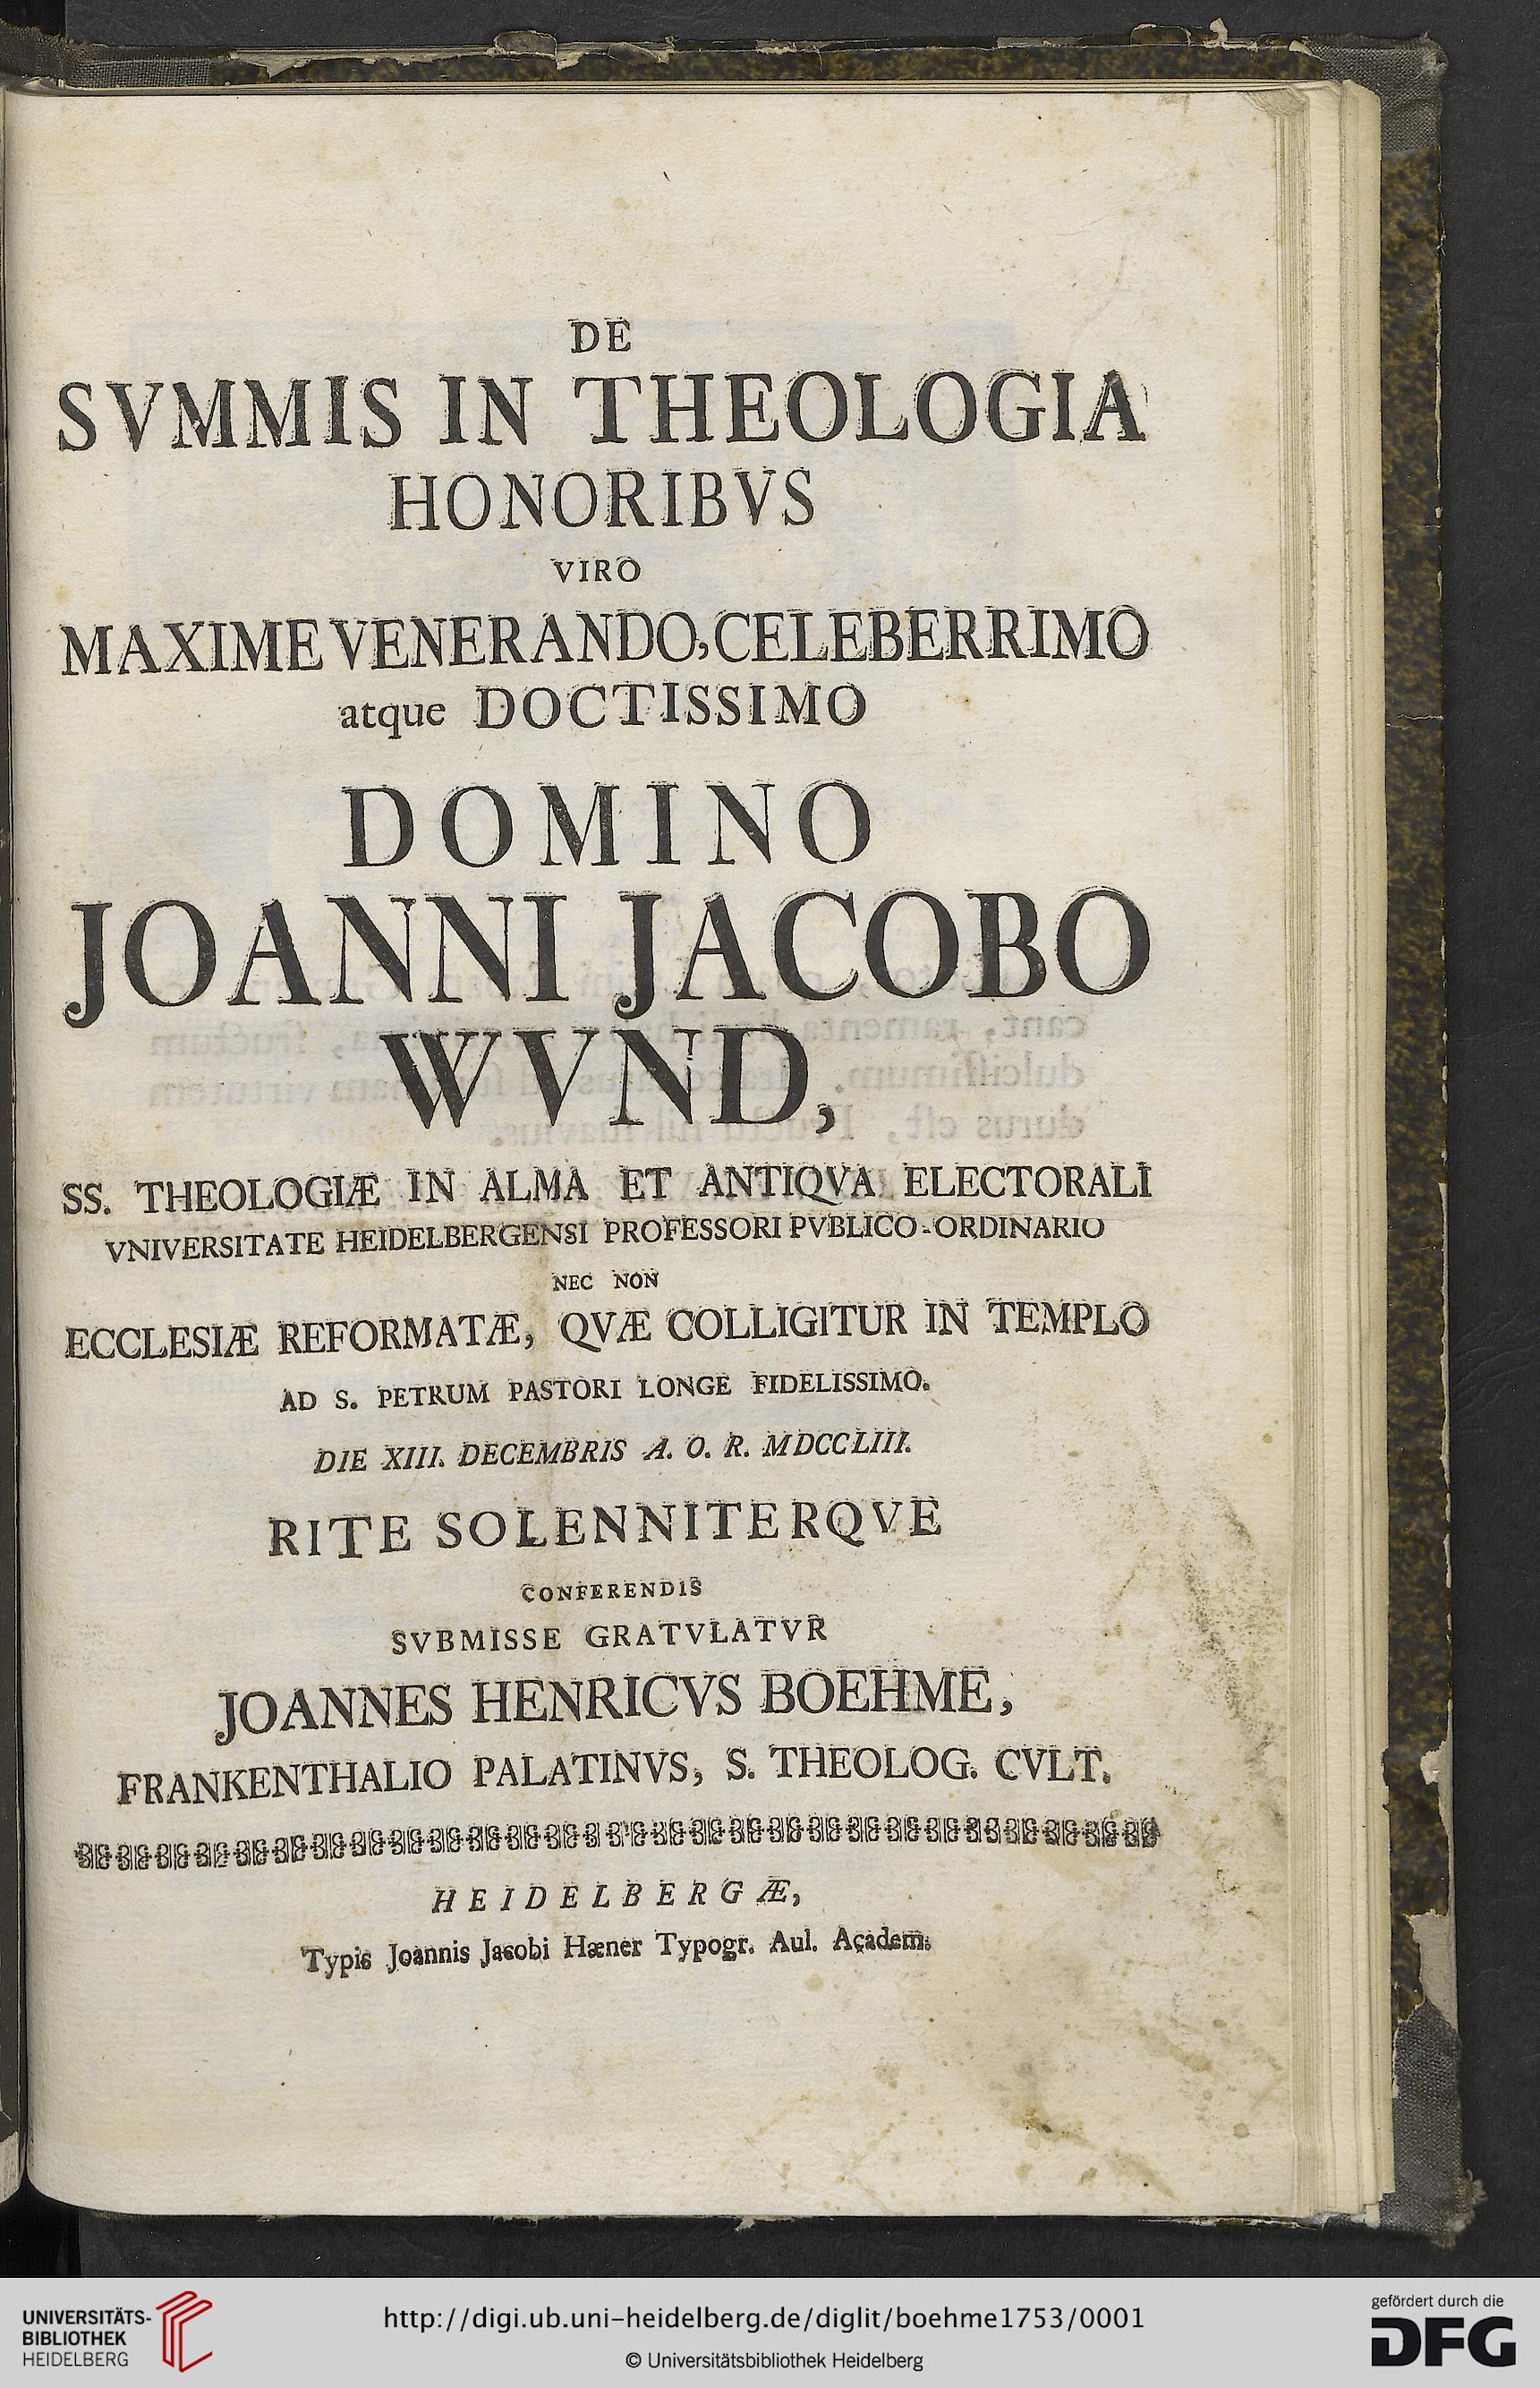 DE
SVMMIS IN THEOLOGIA
HONORIBVS
VIRO
MAXIME VENERANDO, CELEBERRIMO
atque DOCTISSIMO
DOMINO
JOANNI JACOBO
WVND,
SS. THEOLOGIÆ IN ALMA ET ANTIQVA ELECTORALI
VNIVERSITATE HEIDELBERGENSI PROFESSORI PVBLICO-ORDINARIO
NEC NON
ECCLESIÆ REFORMATÆ, QVÆ COLLIGITUR IN TEMPLO
AD S. PETRUM PASTORI LONGE FIDELISSIMO.
DIE XIII. DECEMBRIS A. O. R. MDCCLIII.
RITE SOLENNITERQVE
CONFERENDIS
SVBMISSE GRATVLATVR
JOANNES HENRICVS BOEHME,
FRANKENTHALIO PALATINVS, S. THEOLOG. CVLT.
HEIDELBERGÆ,
Typis Joannis Jacobi Hæner Typogr. Aul. Academ.
UNIVERSITÄTS-
BIBLIOTHEK
HEIDELBERG
http://digi.ub.uni-heidelberg.de/diglit/boehme1753/0001
© Universitätsbibliothek Heidelberg
gefördert durch die
DFG